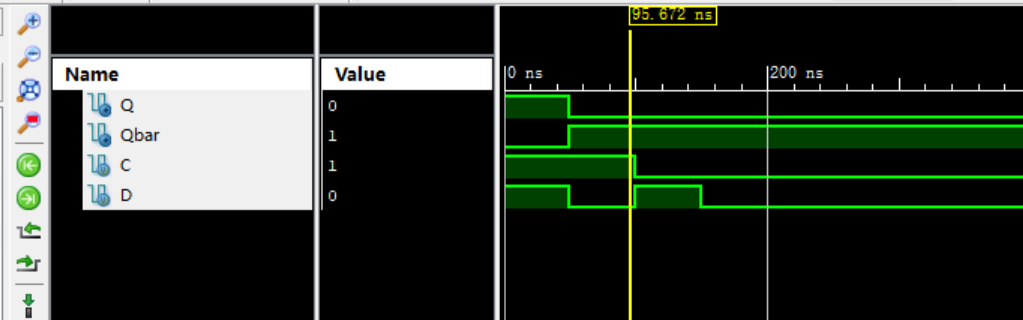 95.672 ns
Name Value 0 ns 200 ns
Q 0
Qbar 1
C 1
D 0